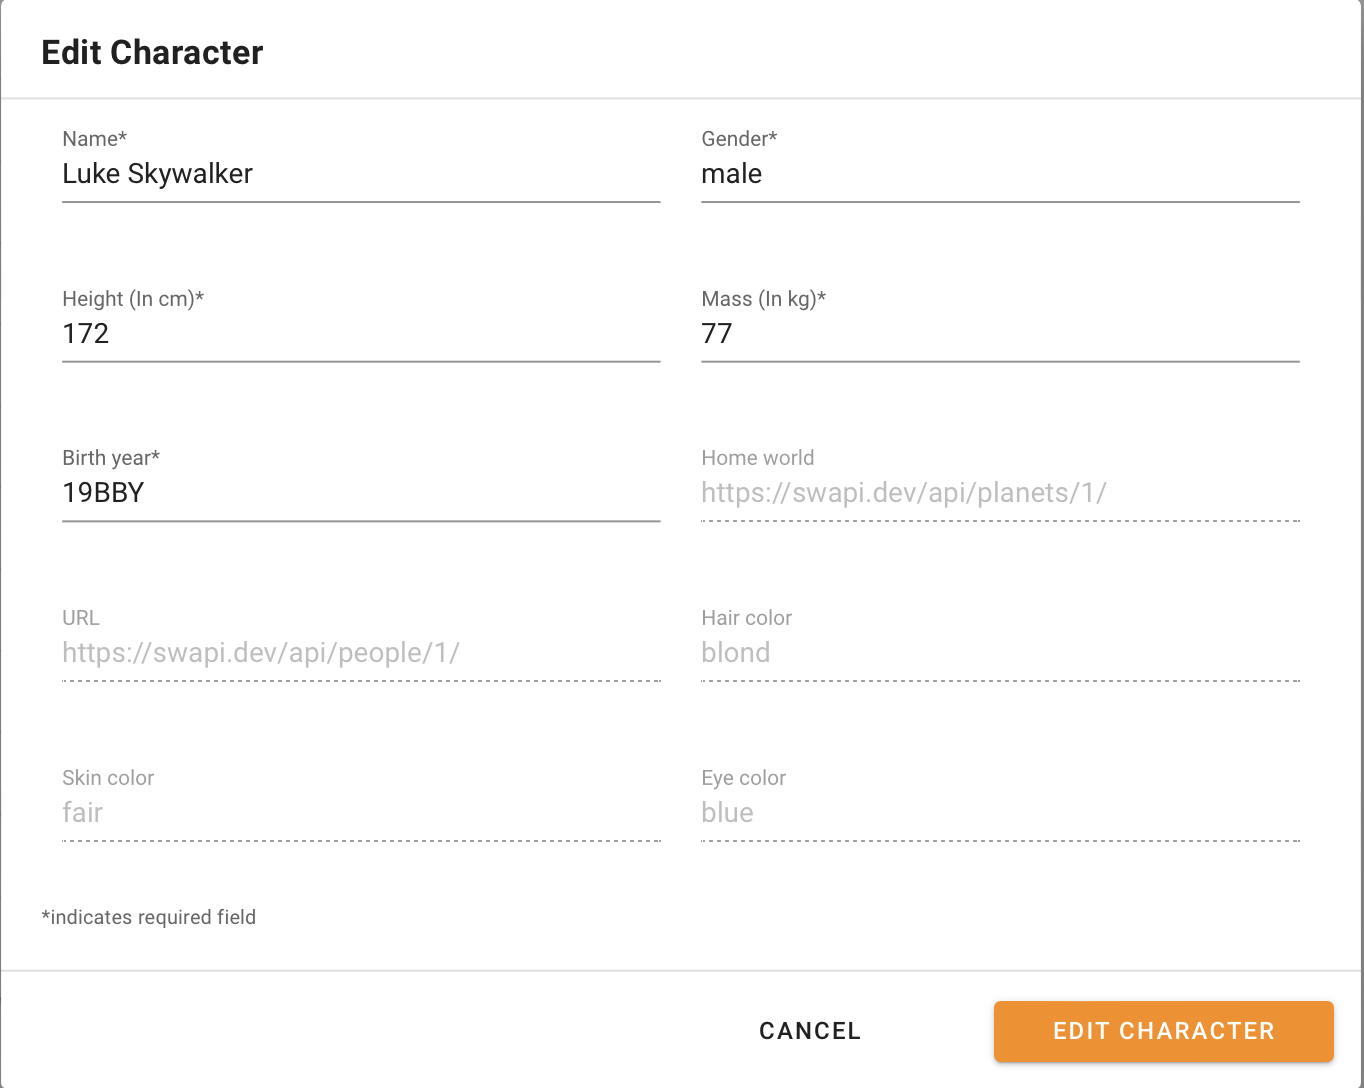 Edit Character
Name*
Luke Skywalker
Gender*
male
Height (In cm)*
172
Mass (In kg)*
77
Birth year*
19BBY
Home world
https://swapi.dev/api/planets/1/
URL
https://swapi.dev/api/people/1/
Hair color
blond
Skin color
fair
Eye color
blue
*indicates required field
CANCEL
EDIT CHARACTER